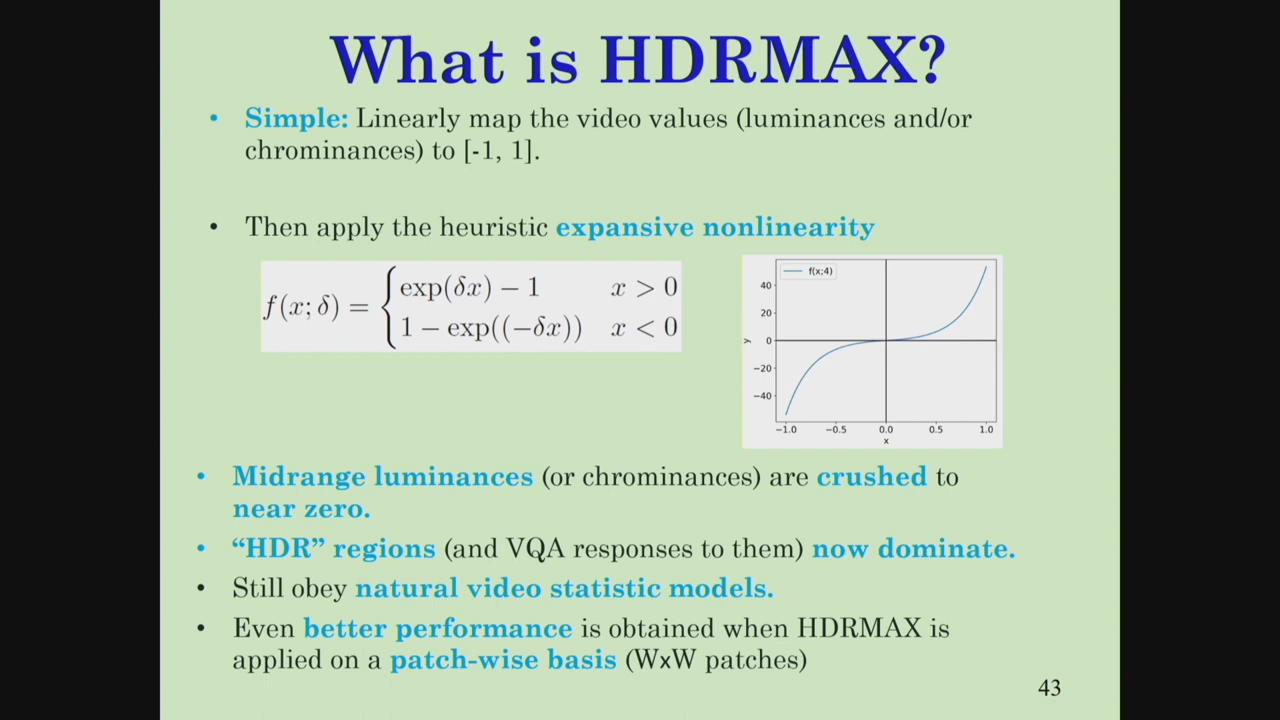 What is HDRMAX?
• Simple: Linearly map the video values (luminances and/or
chrominances) to [-1, 1].
• Then apply the heuristic expansive nonlinearity
f(x; δ) = { exp(δx) − 1 x > 0
1 − exp((−δx)) x < 0
f(x;4)
40
20
0
−20
−40
y
−1.0 −0.5 0.0 0.5 1.0
x
• Midrange luminances (or chrominances) are crushed to
near zero.
• “HDR” regions (and VQA responses to them) now dominate.
• Still obey natural video statistic models.
• Even better performance is obtained when HDRMAX is
applied on a patch-wise basis (WxW patches)
43